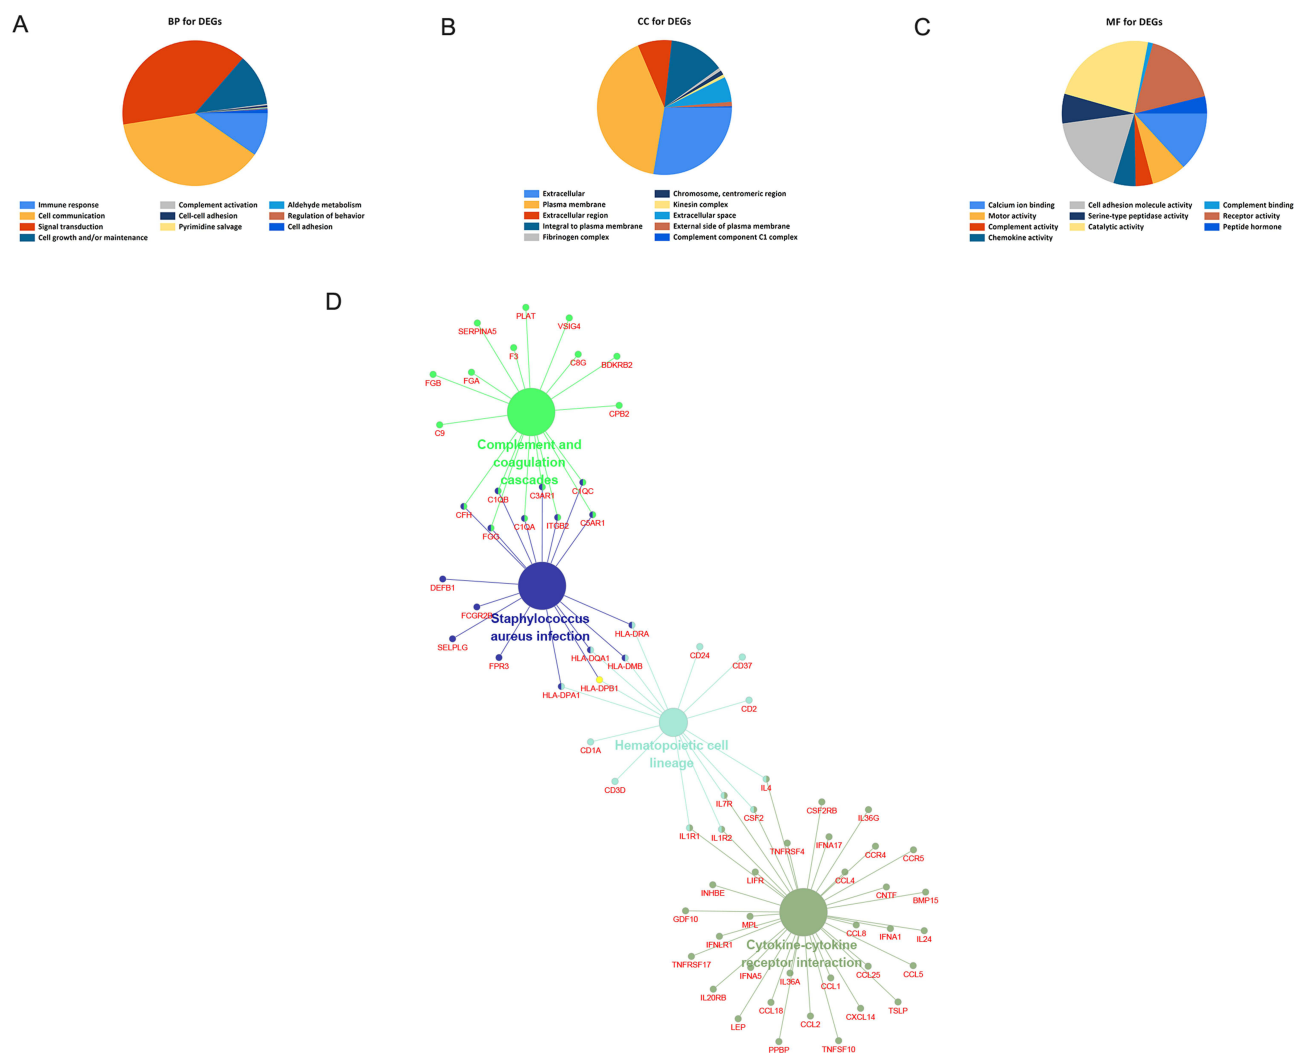 A
BP for DEGs
Immune response
Cell communication
Signal transduction
Cell growth and/or maintenance
Complement activation
Cell-cell adhesion
Pyrimidine salvage
Aldehyde metabolism
Regulation of behavior
Cell adhesion
B
CC for DEGs
Extracellular
Plasma membrane
Extracellular region
Integral to plasma membrane
Fibrinogen complex
Chromosome, centromeric region
Kinesin complex
Extracellular space
External side of plasma membrane
Complement component C1 complex
C
MF for DEGs
Calcium ion binding
Motor activity
Complement activity
Chemokine activity
Cell adhesion molecule activity
Serine-type peptidase activity
Catalytic activity
Complement binding
Receptor activity
Peptide hormone
D
PLAT
VSIG4
SERPINA5
F3
C8G
BDKRB2
FGB
FGA
CPB2
C9
Complement and
coagulation
cascades
C1QB
C3AR1
C1QC
CFH
FGG
C1QA
ITGB2
C5AR1
DEFB1
FCGR2B
SELPLG
FPR3
Staphylococcus
aureus infection
HLA-DRA
HLA-DQA1
HLA-DMB
HLA-DPA1
HLA-DPB1
CD24
CD37
CD2
CD1A
CD3D
Hematopoietic cell
lineage
IL4
IL7R
CSF2
IL1R1
IL1R2
CSF2RB
IL36G
TNFRSF4
IFNA17
CCR4
CCR5
LIFR
CCL4
CNTF
BMP15
INHBE
GDF10
MPL
CCL8
IFNA1
IL24
IFNLR1
Cytokine-cytokine
receptor interaction
TNFRSF17
IFNA5
IL36A
CCL1
CCL25
CCL5
IL20RB
CCL18
CCL2
CXCL14
TSLP
LEP
PPBP
TNFSF10